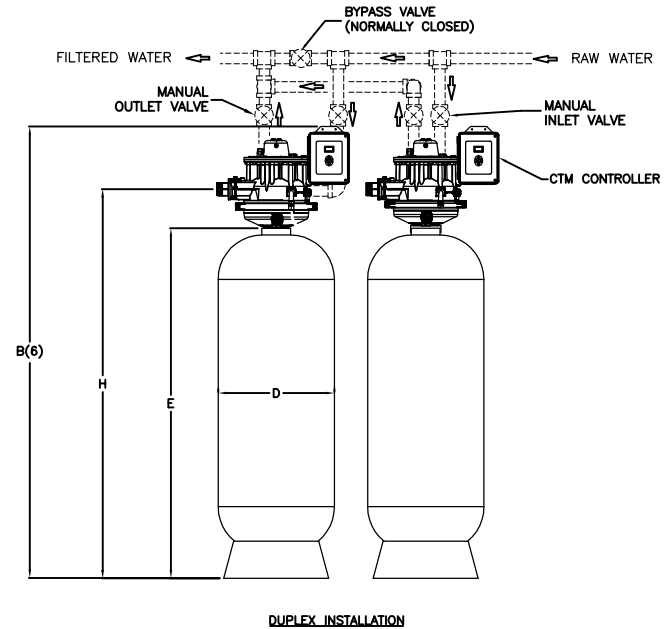 BYPASS VALVE
(NORMALLY CLOSED)
FILTERED WATER
RAW WATER
MANUAL
OUTLET VALVE
MANUAL
INLET VALVE
CTM CONTROLLER
B(6)
H
E
D
DUPLEX INSTALLATION